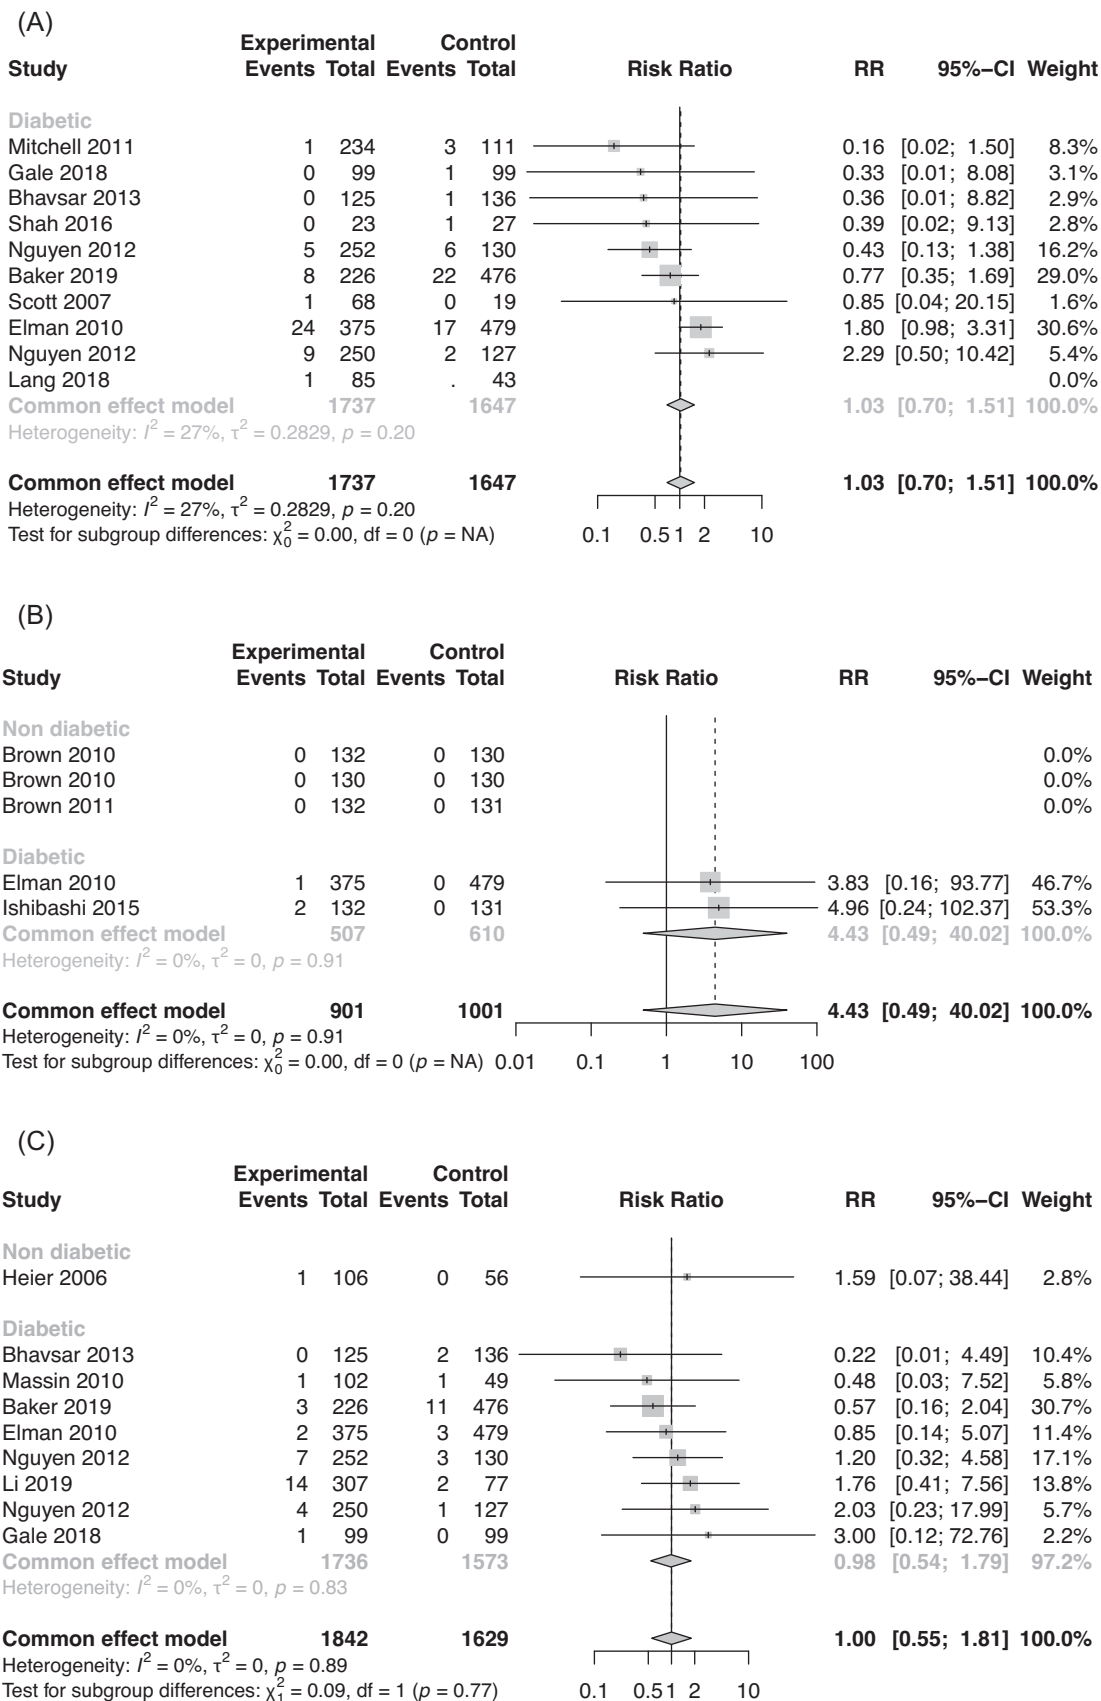 (A)
Experimental Control
Study Events Total Events Total Risk Ratio RR 95%−CI Weight
Diabetic
Mitchell 2011 1 234 3 111 0.16 [0.02; 1.50] 8.3%
Gale 2018 0 99 1 99 0.33 [0.01; 8.08] 3.1%
Bhavsar 2013 0 125 1 136 0.36 [0.01; 8.82] 2.9%
Shah 2016 0 23 1 27 0.39 [0.02; 9.13] 2.8%
Nguyen 2012 5 252 6 130 0.43 [0.13; 1.38] 16.2%
Baker 2019 8 226 22 476 0.77 [0.35; 1.69] 29.0%
Scott 2007 1 68 0 19 0.85 [0.04; 20.15] 1.6%
Elman 2010 24 375 17 479 1.80 [0.98; 3.31] 30.6%
Nguyen 2012 9 250 2 127 2.29 [0.50; 10.42] 5.4%
Lang 2018 1 85 . 43 0.0%
Common effect model 1737 1647 1.03 [0.70; 1.51] 100.0%
Heterogeneity: I² = 27%, τ² = 0.2829, p = 0.20
Common effect model 1737 1647 1.03 [0.70; 1.51] 100.0%
Heterogeneity: I² = 27%, τ² = 0.2829, p = 0.20
Test for subgroup differences: χ²₀ = 0.00, df = 0 (p = NA) 0.1 0.5 1 2 10
(B)
Experimental Control
Study Events Total Events Total Risk Ratio RR 95%−CI Weight
Non diabetic
Brown 2010 0 132 0 130 0.0%
Brown 2010 0 130 0 130 0.0%
Brown 2011 0 132 0 131 0.0%
Diabetic
Elman 2010 1 375 0 479 3.83 [0.16; 93.77] 46.7%
Ishibashi 2015 2 132 0 131 4.96 [0.24; 102.37] 53.3%
Common effect model 507 610 4.43 [0.49; 40.02] 100.0%
Heterogeneity: I² = 0%, τ² = 0, p = 0.91
Common effect model 901 1001 4.43 [0.49; 40.02] 100.0%
Heterogeneity: I² = 0%, τ² = 0, p = 0.91
Test for subgroup differences: χ²₀ = 0.00, df = 0 (p = NA) 0.01 0.1 1 10 100
(C)
Experimental Control
Study Events Total Events Total Risk Ratio RR 95%−CI Weight
Non diabetic
Heier 2006 1 106 0 56 1.59 [0.07; 38.44] 2.8%
Diabetic
Bhavsar 2013 0 125 2 136 0.22 [0.01; 4.49] 10.4%
Massin 2010 1 102 1 49 0.48 [0.03; 7.52] 5.8%
Baker 2019 3 226 11 476 0.57 [0.16; 2.04] 30.7%
Elman 2010 2 375 3 479 0.85 [0.14; 5.07] 11.4%
Nguyen 2012 7 252 3 130 1.20 [0.32; 4.58] 17.1%
Li 2019 14 307 2 77 1.76 [0.41; 7.56] 13.8%
Nguyen 2012 4 250 1 127 2.03 [0.23; 17.99] 5.7%
Gale 2018 1 99 0 99 3.00 [0.12; 72.76] 2.2%
Common effect model 1736 1573 0.98 [0.54; 1.79] 97.2%
Heterogeneity: I² = 0%, τ² = 0, p = 0.83
Common effect model 1842 1629 1.00 [0.55; 1.81] 100.0%
Heterogeneity: I² = 0%, τ² = 0, p = 0.89
Test for subgroup differences: χ²₁ = 0.09, df = 1 (p = 0.77) 0.1 0.5 1 2 10